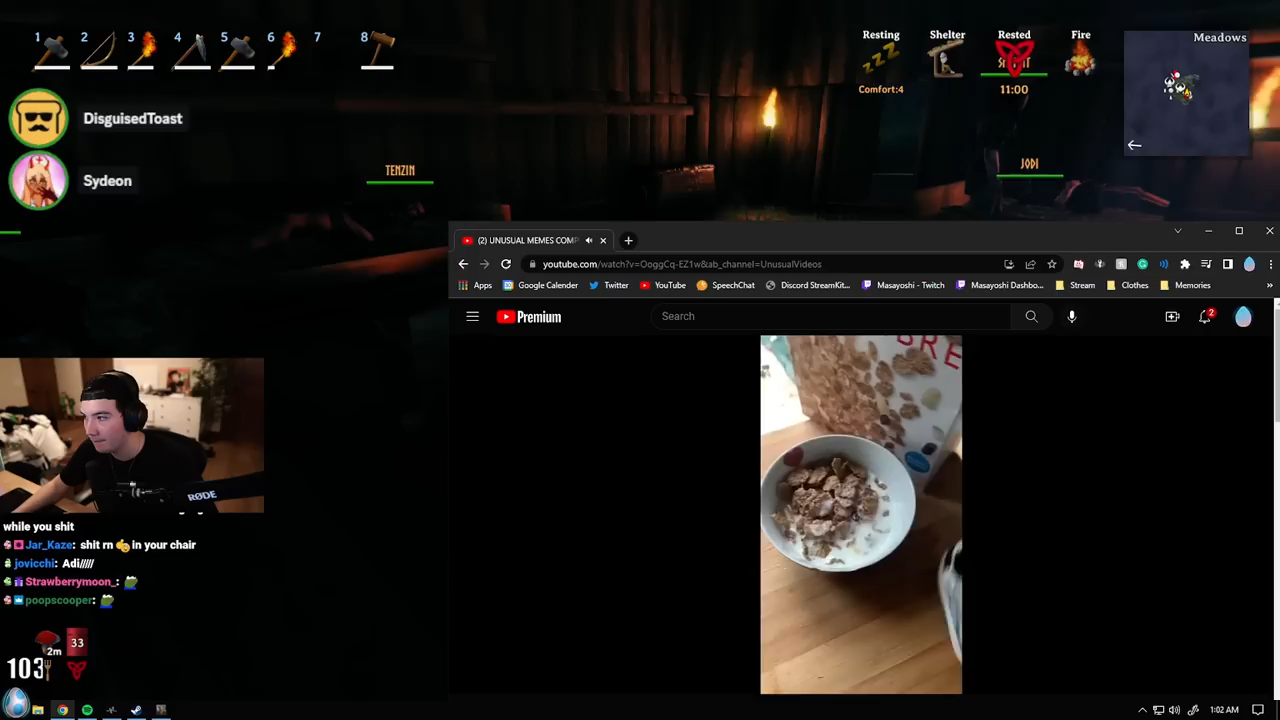 1 2 3 4 5 6 7 8
Resting Shelter Rested Fire
Comfort:4 11:00
Meadows
DisguisedToast
Sydeon
TENZIN
JODI
(2) UNUSUAL MEMES COMP
youtube.com/watch?v=OoggCq-EZ1w&ab_channel=UnusualVideos
Apps Google Calender Twitter YouTube SpeechChat Discord StreamKit... Masayoshi - Twitch Masayoshi Dashbo... Stream Clothes Memories »
Premium
Search
2
BRE
RØDE
while you shit
Jar_Kaze: shit rn in your chair
jovicchi: Adi/////
Strawberrymoon_:
poopscooper:
2m
33
103
1:02 AM